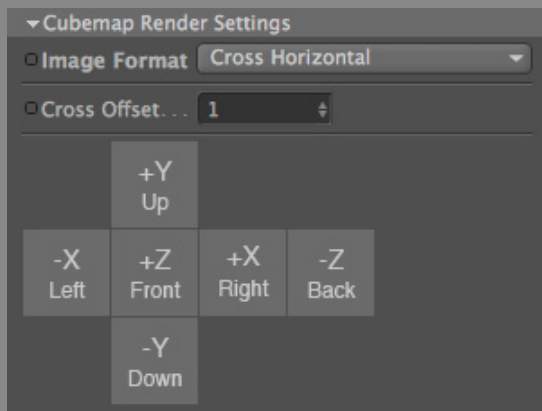 Cubemap Render Settings
Image Format Cross Horizontal
Cross Offset... 1
+Y
Up
-X +Z +X -Z
Left Front Right Back
-Y
Down